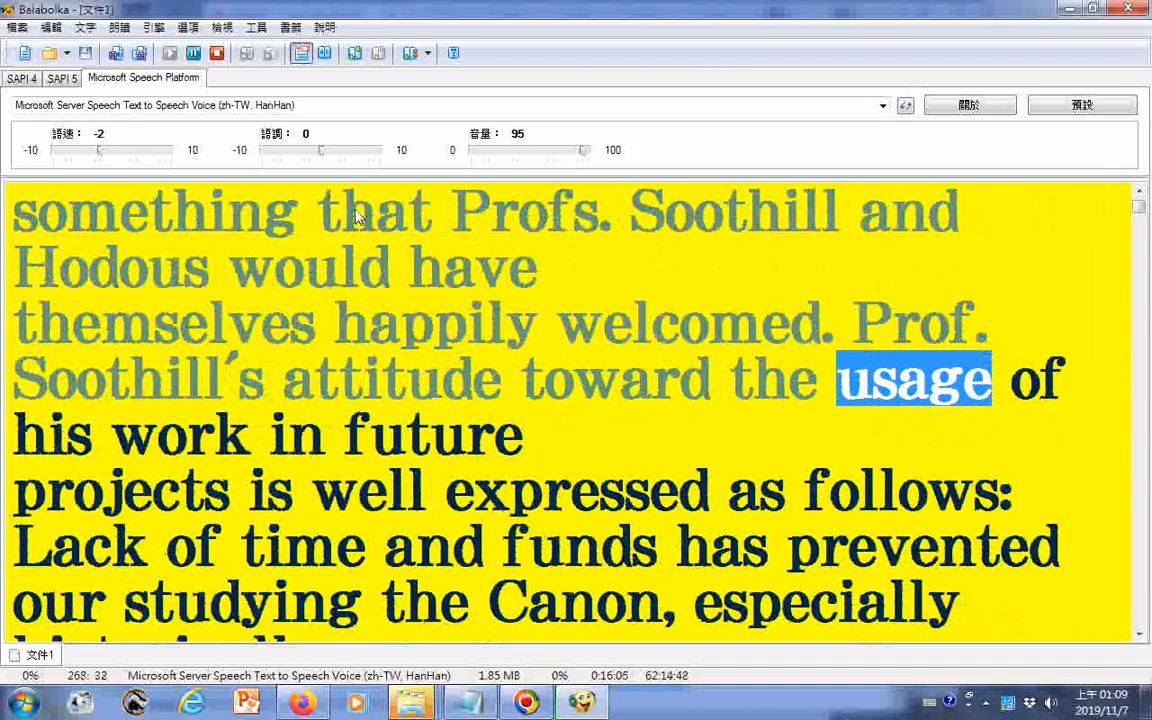 Balabolka - [文件1]
檔案 編輯 文字 朗讀 引擎 選項 檢視 工具 書籤 說明
SAPI 4 SAPI 5 Microsoft Speech Platform
Microsoft Server Speech Text to Speech Voice (zh-TW, HanHan) 關於 預設
語速： -2 語調： 0 音量： 95
-10 10 -10 10 0 100
something that Profs. Soothill and
Hodous would have
themselves happily welcomed. Prof.
Soothill's attitude toward the usage of
his work in future
projects is well expressed as follows:
Lack of time and funds has prevented
our studying the Canon, especially
文件1
0% 268: 32 Microsoft Server Speech Text to Speech Voice (zh-TW, HanHan) 1.85 MB 0% 0:16:05 62:14:48
上午 01:09
2019/11/7